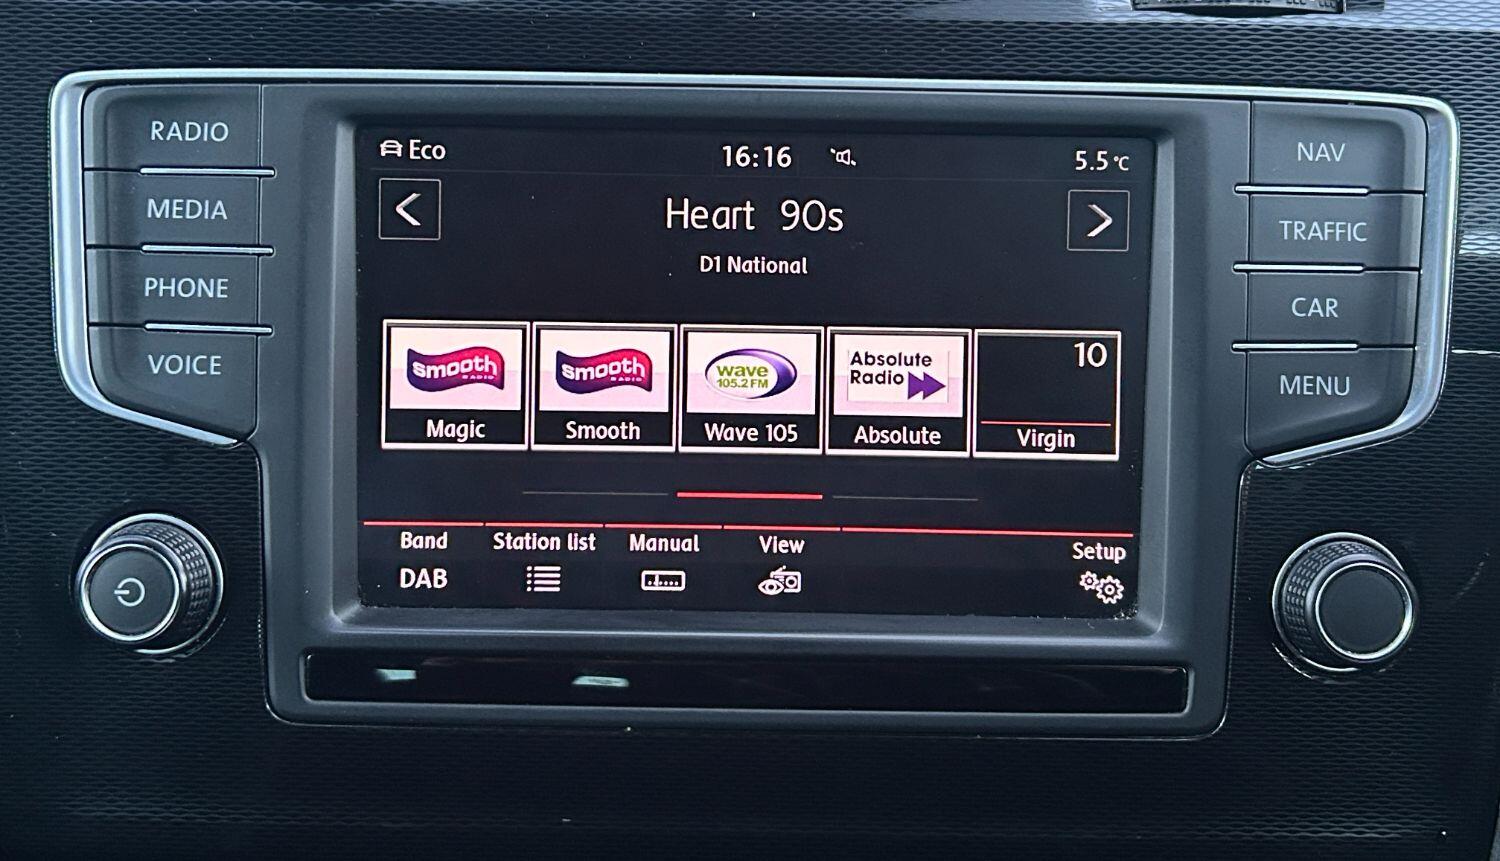 RADIO
MEDIA
PHONE
VOICE
Eco
16:16
5.5°C
Heart 90s
D1 National
smooth
RADIO
Magic
smooth
RADIO
Smooth
wave
105.2 FM
Wave 105
Absolute
Radio
Absolute
10
Virgin
Band
DAB
Station list
Manual
View
Setup
NAV
TRAFFIC
CAR
MENU